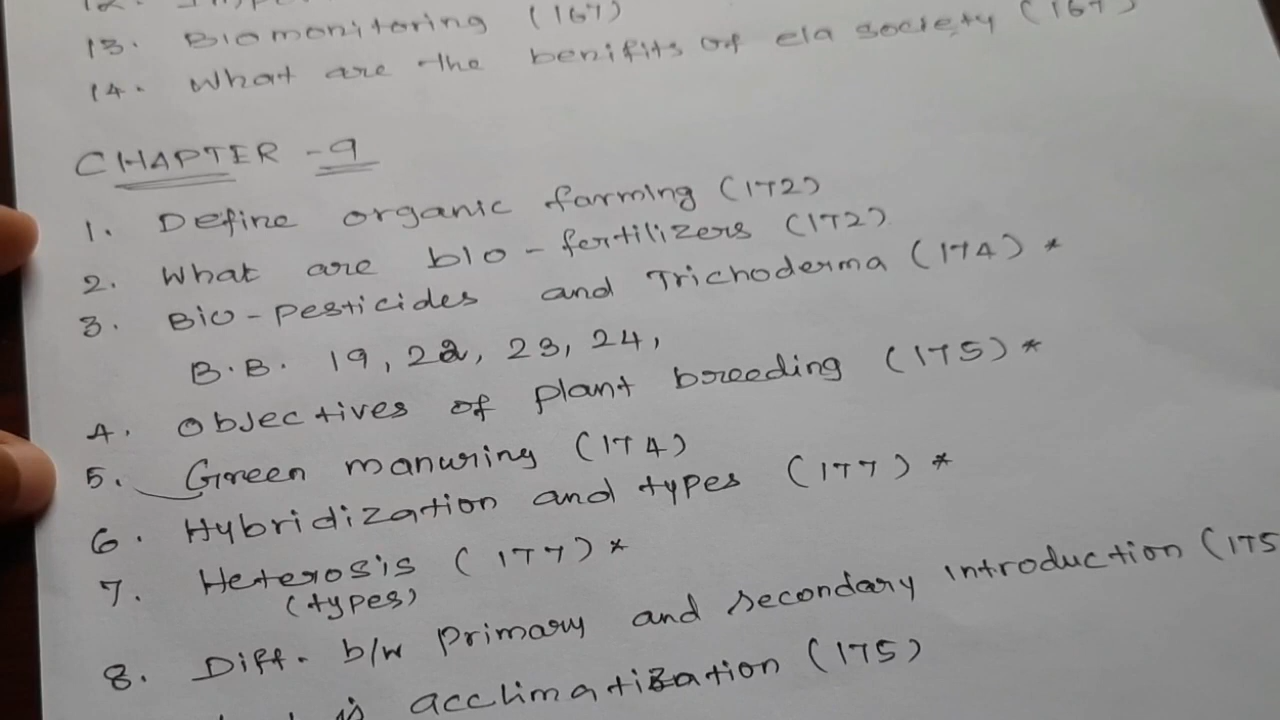 13. Biomonitoring (167)
14. What are the benifits of ela society (167)
CHAPTER - 9
1. Define organic farming (172)
2. What are bio-fertilizers (172)
3. Bio-pesticides and Trichoderma (174) *
B.B. 19, 22, 23, 24,
4. Objectives of plant breeding (175) *
5. Green manuring (174)
6. Hybridization and types (177) *
7. Heterosis (177) *
(types)
8. Diff. b/w primary and secondary introduction (175
is acclimatization (175)